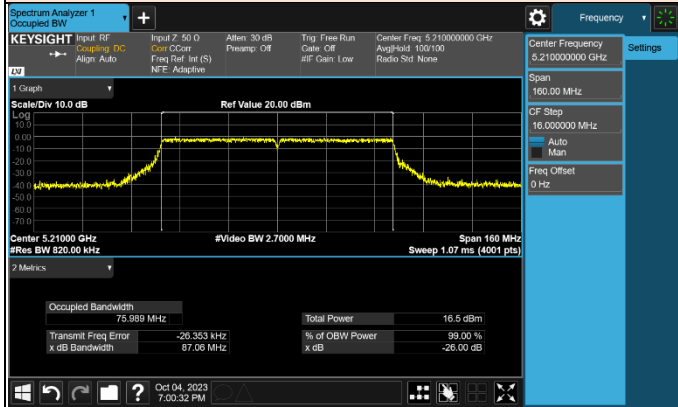 Spectrum Analyzer 1
Occupied BW
Frequency
KEYSIGHT
Input: RF
Coupling: DC
Align: Auto
Input Z: 50 Ω
Corr CCorr
Freq Ref: Int (S)
NFE: Adaptive
Atten: 30 dB
Preamp: Off
Trig: Free Run
Gate: Off
#IF Gain: Low
Center Freq: 5.210000000 GHz
Avg|Hold: 100/100
Radio Std: None
LXI
Center Frequency
5.210000000 GHz
Settings
Span
160.00 MHz
CF Step
16.000000 MHz
Auto
Man
Freq Offset
0 Hz
1 Graph
Scale/Div 10.0 dB
Ref Value 20.00 dBm
Log
10.0
0.00
-10.0
-20.0
-30.0
-40.0
-50.0
-60.0
-70.0
Center 5.21000 GHz
#Video BW 2.7000 MHz
Span 160 MHz
#Res BW 820.00 kHz
Sweep 1.07 ms (4001 pts)
2 Metrics
Occupied Bandwidth
75.989 MHz
Total Power 16.5 dBm
Transmit Freq Error -26.353 kHz
% of OBW Power 99.00 %
x dB Bandwidth 87.06 MHz
x dB -26.00 dB
?
Oct 04, 2023
7:00:32 PM